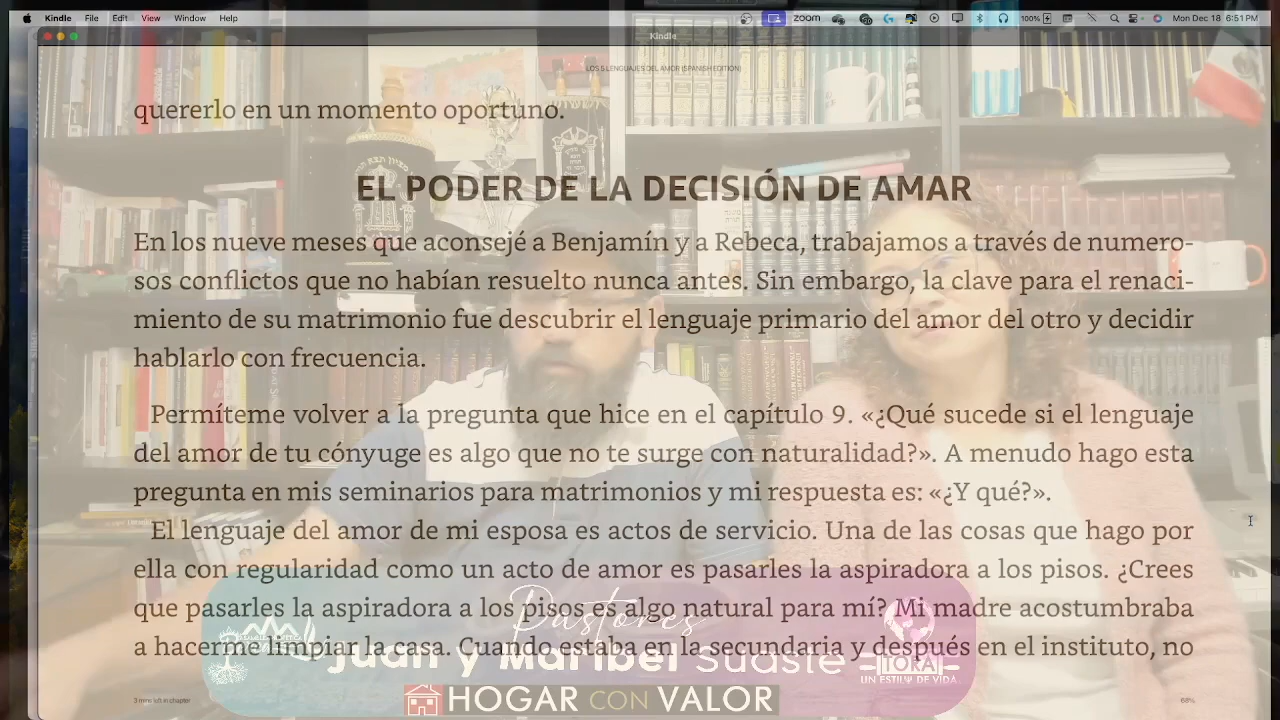 Kindle File Edit View Window Help
zoom 100% Mon Dec 18 6:51 PM
Kindle
LOS 5 LENGUAJES DEL AMOR (SPANISH EDITION)
quererlo en un momento oportuno.
EL PODER DE LA DECISIÓN DE AMAR
En los nueve meses que aconsejé a Benjamín y a Rebeca, trabajamos a través de numero-
sos conflictos que no habían resuelto nunca antes. Sin embargo, la clave para el renaci-
miento de su matrimonio fue descubrir el lenguaje primario del amor del otro y decidir
hablarlo con frecuencia.
Permíteme volver a la pregunta que hice en el capítulo 9. «¿Qué sucede si el lenguaje
del amor de tu cónyuge es algo que no te surge con naturalidad?». A menudo hago esta
pregunta en mis seminarios para matrimonios y mi respuesta es: «¿Y qué?».
El lenguaje del amor de mi esposa es actos de servicio. Una de las cosas que hago por
ella con regularidad como un acto de amor es pasarles la aspiradora a los pisos. ¿Crees
que pasarles la aspiradora a los pisos es algo natural para mí? Mi madre acostumbraba
a hacerme limpiar la casa. Cuando estaba en la secundaria y después en el instituto, no
Pastores
Juan y Maribel Suaste
TORA
UN ESTILO DE VIDA
HOGAR CON VALOR
3 mins left in chapter
68%